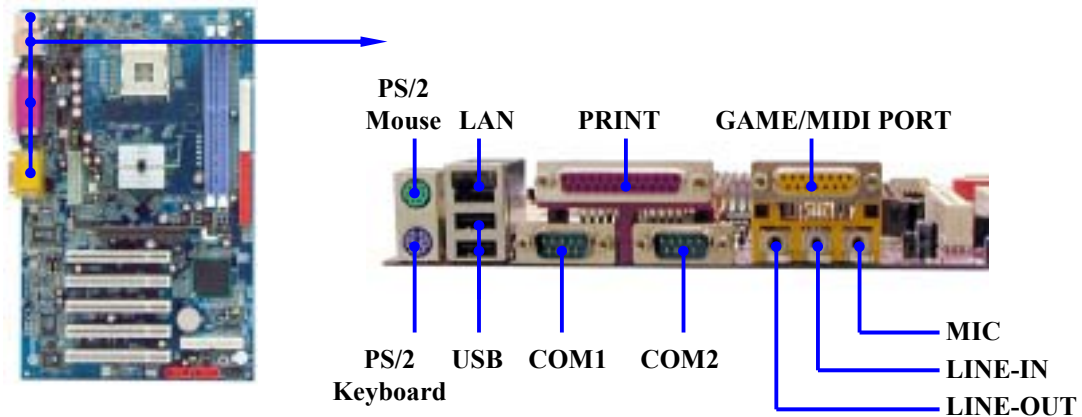 PS/2
Mouse
LAN
PRINT
GAME/MIDI PORT
PS/2
Keyboard
USB
COM1
COM2
MIC
LINE-IN
LINE-OUT